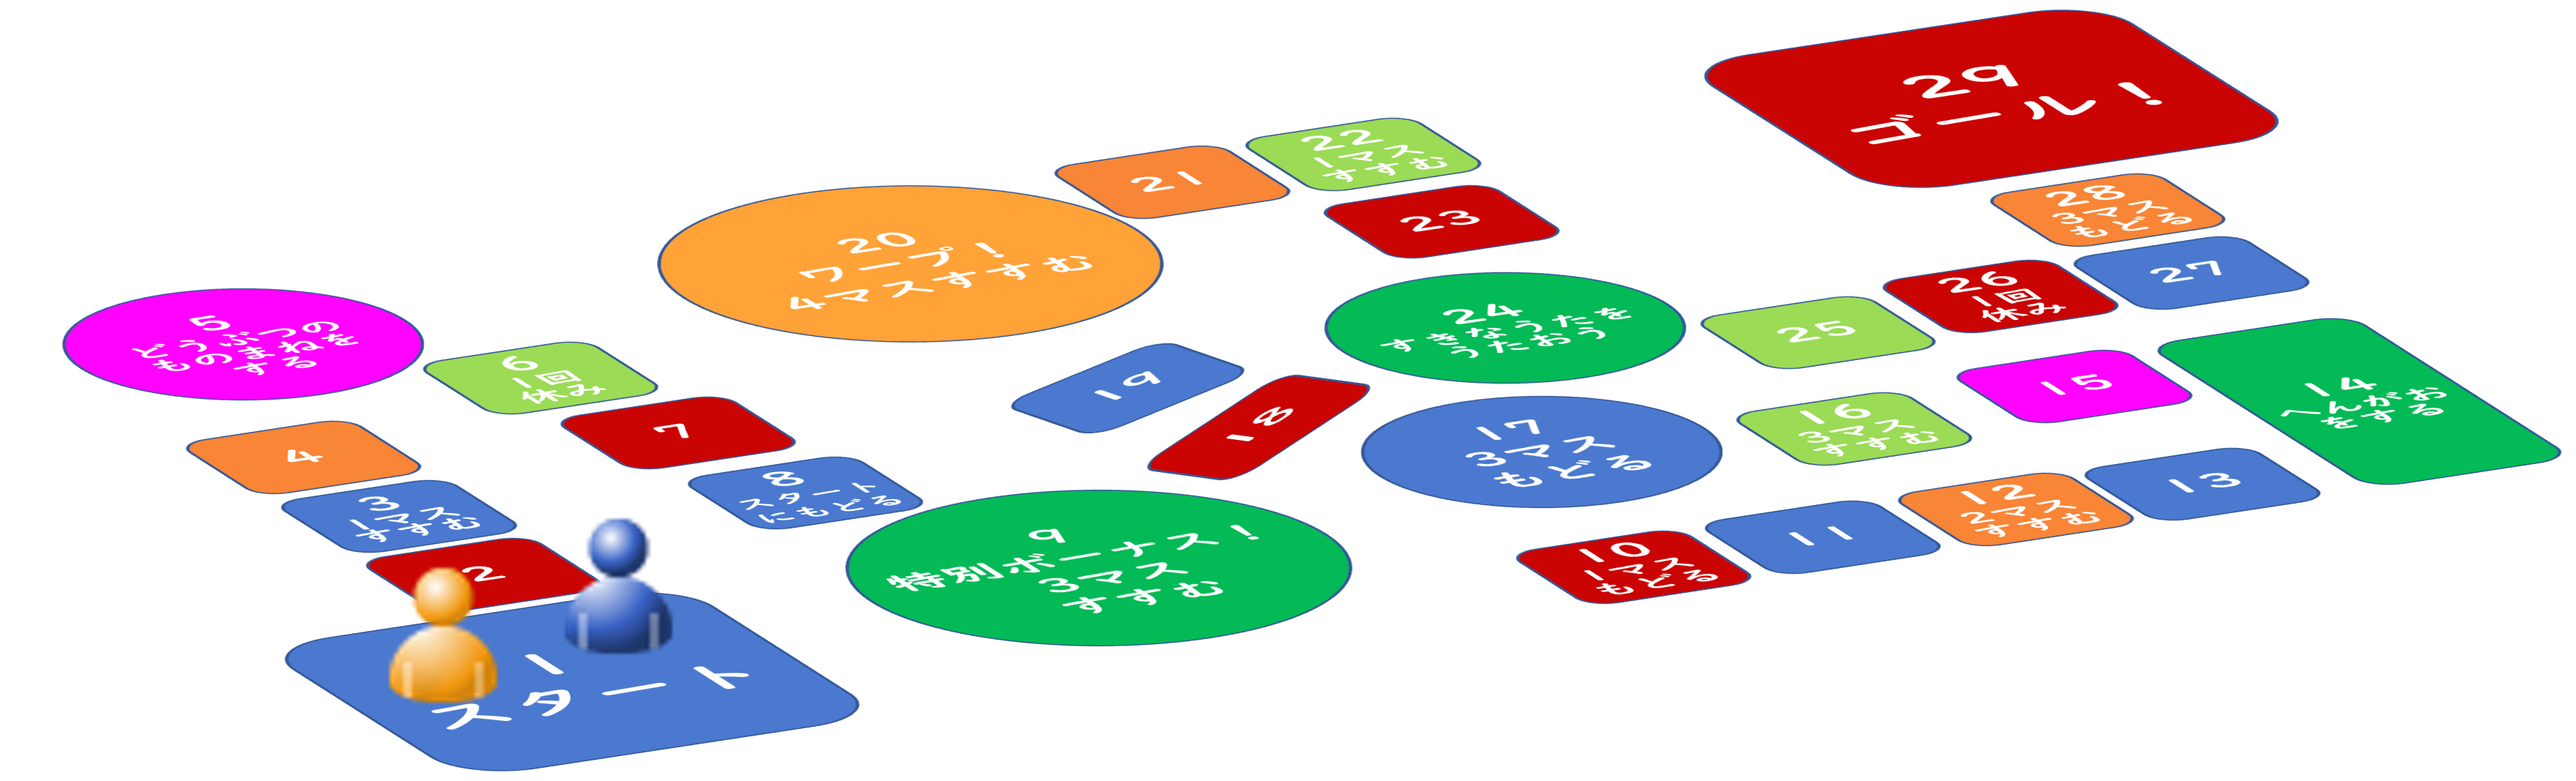 1
スタート
2
3
1マス
すすむ
4
5
どうぶつの
ものまねを
する
6
1回
休み
7
8
スタート
にもどる
9
特別ボーナス！
3マス
すすむ
10
1マス
もどる
11
12
2マス
すすむ
13
14
へんがお
をする
15
16
3マス
すすむ
17
3マス
もどる
18
19
20
ワープ！
4マスすすむ
21
22
1マス
すすむ
23
24
すきなうたを
うたおう
25
26
1回
休み
27
28
3マス
もどる
29
ゴール！